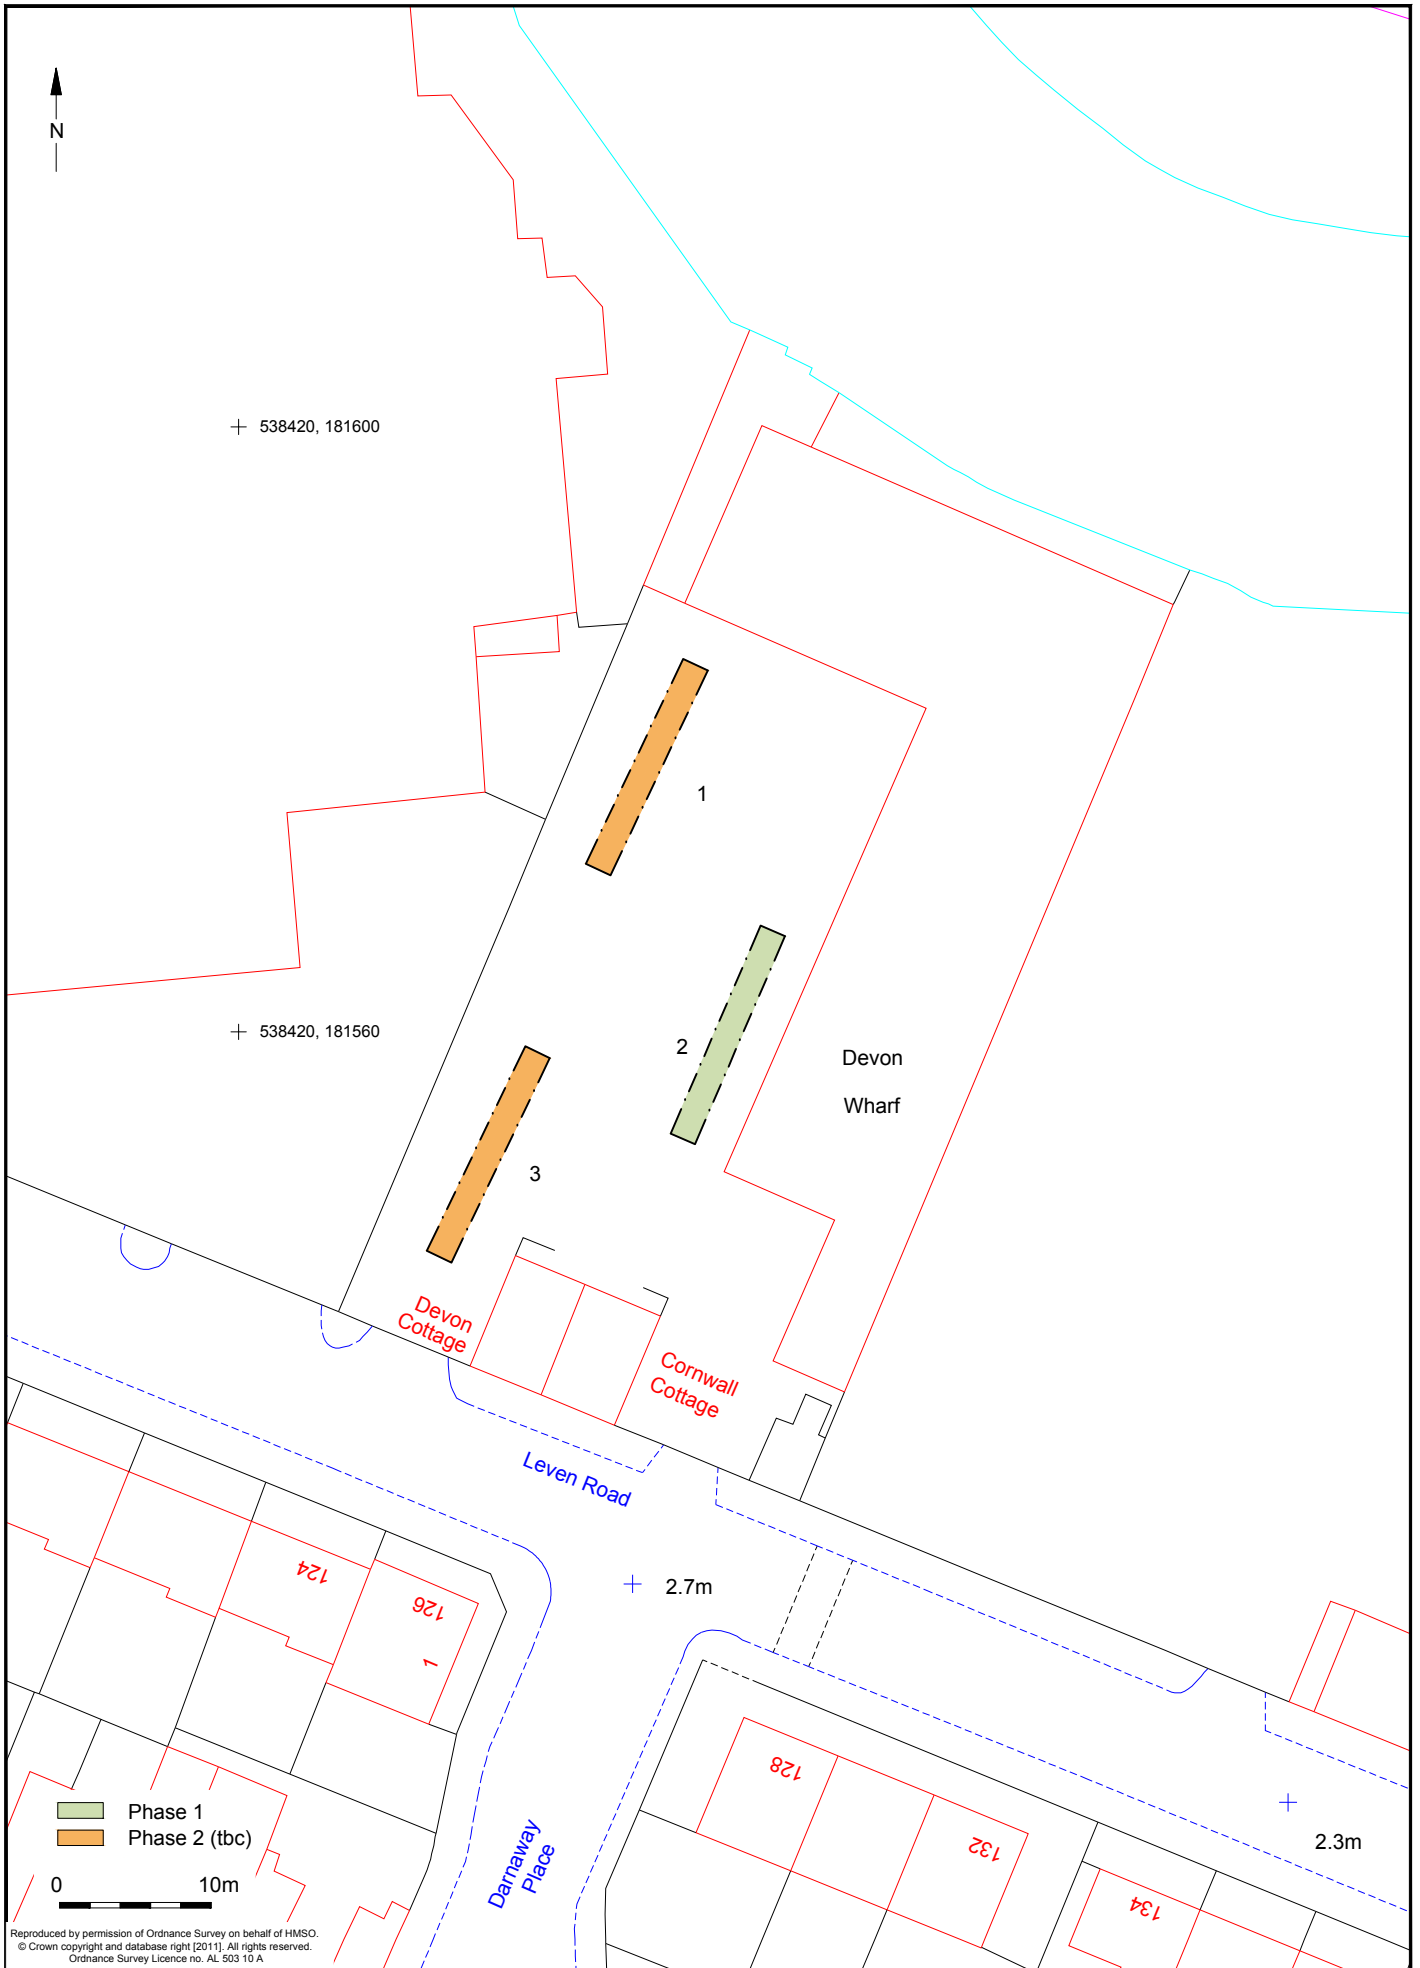 N
538420, 181600
1
538420, 181560
2
Devon
Wharf
3
Devon
Cottage
Cornwall
Cottage
Leven Road
124
126
1
2.7m
128
132
134
2.3m
Darnaway
Place
Phase 1
Phase 2 (tbc)
0 10m
Reproduced by permission of Ordnance Survey on behalf of HMSO.
© Crown copyright and database right [2011]. All rights reserved.
Ordnance Survey Licence no. AL 503 10 A